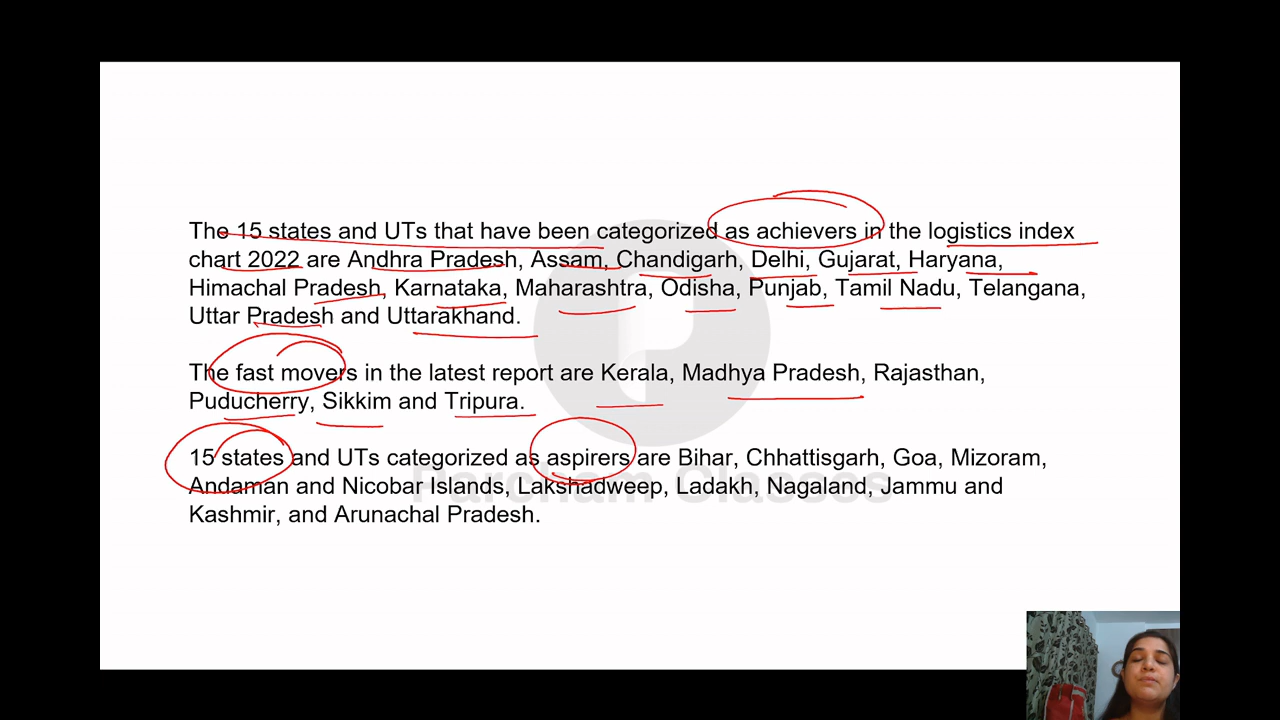 The 15 states and UTs that have been categorized as achievers in the logistics index
chart 2022 are Andhra Pradesh, Assam, Chandigarh, Delhi, Gujarat, Haryana,
Himachal Pradesh, Karnataka, Maharashtra, Odisha, Punjab, Tamil Nadu, Telangana,
Uttar Pradesh and Uttarakhand.
The fast movers in the latest report are Kerala, Madhya Pradesh, Rajasthan,
Puducherry, Sikkim and Tripura.
15 states and UTs categorized as aspirers are Bihar, Chhattisgarh, Goa, Mizoram,
Andaman and Nicobar Islands, Lakshadweep, Ladakh, Nagaland, Jammu and
Kashmir, and Arunachal Pradesh.
Parcham Classes